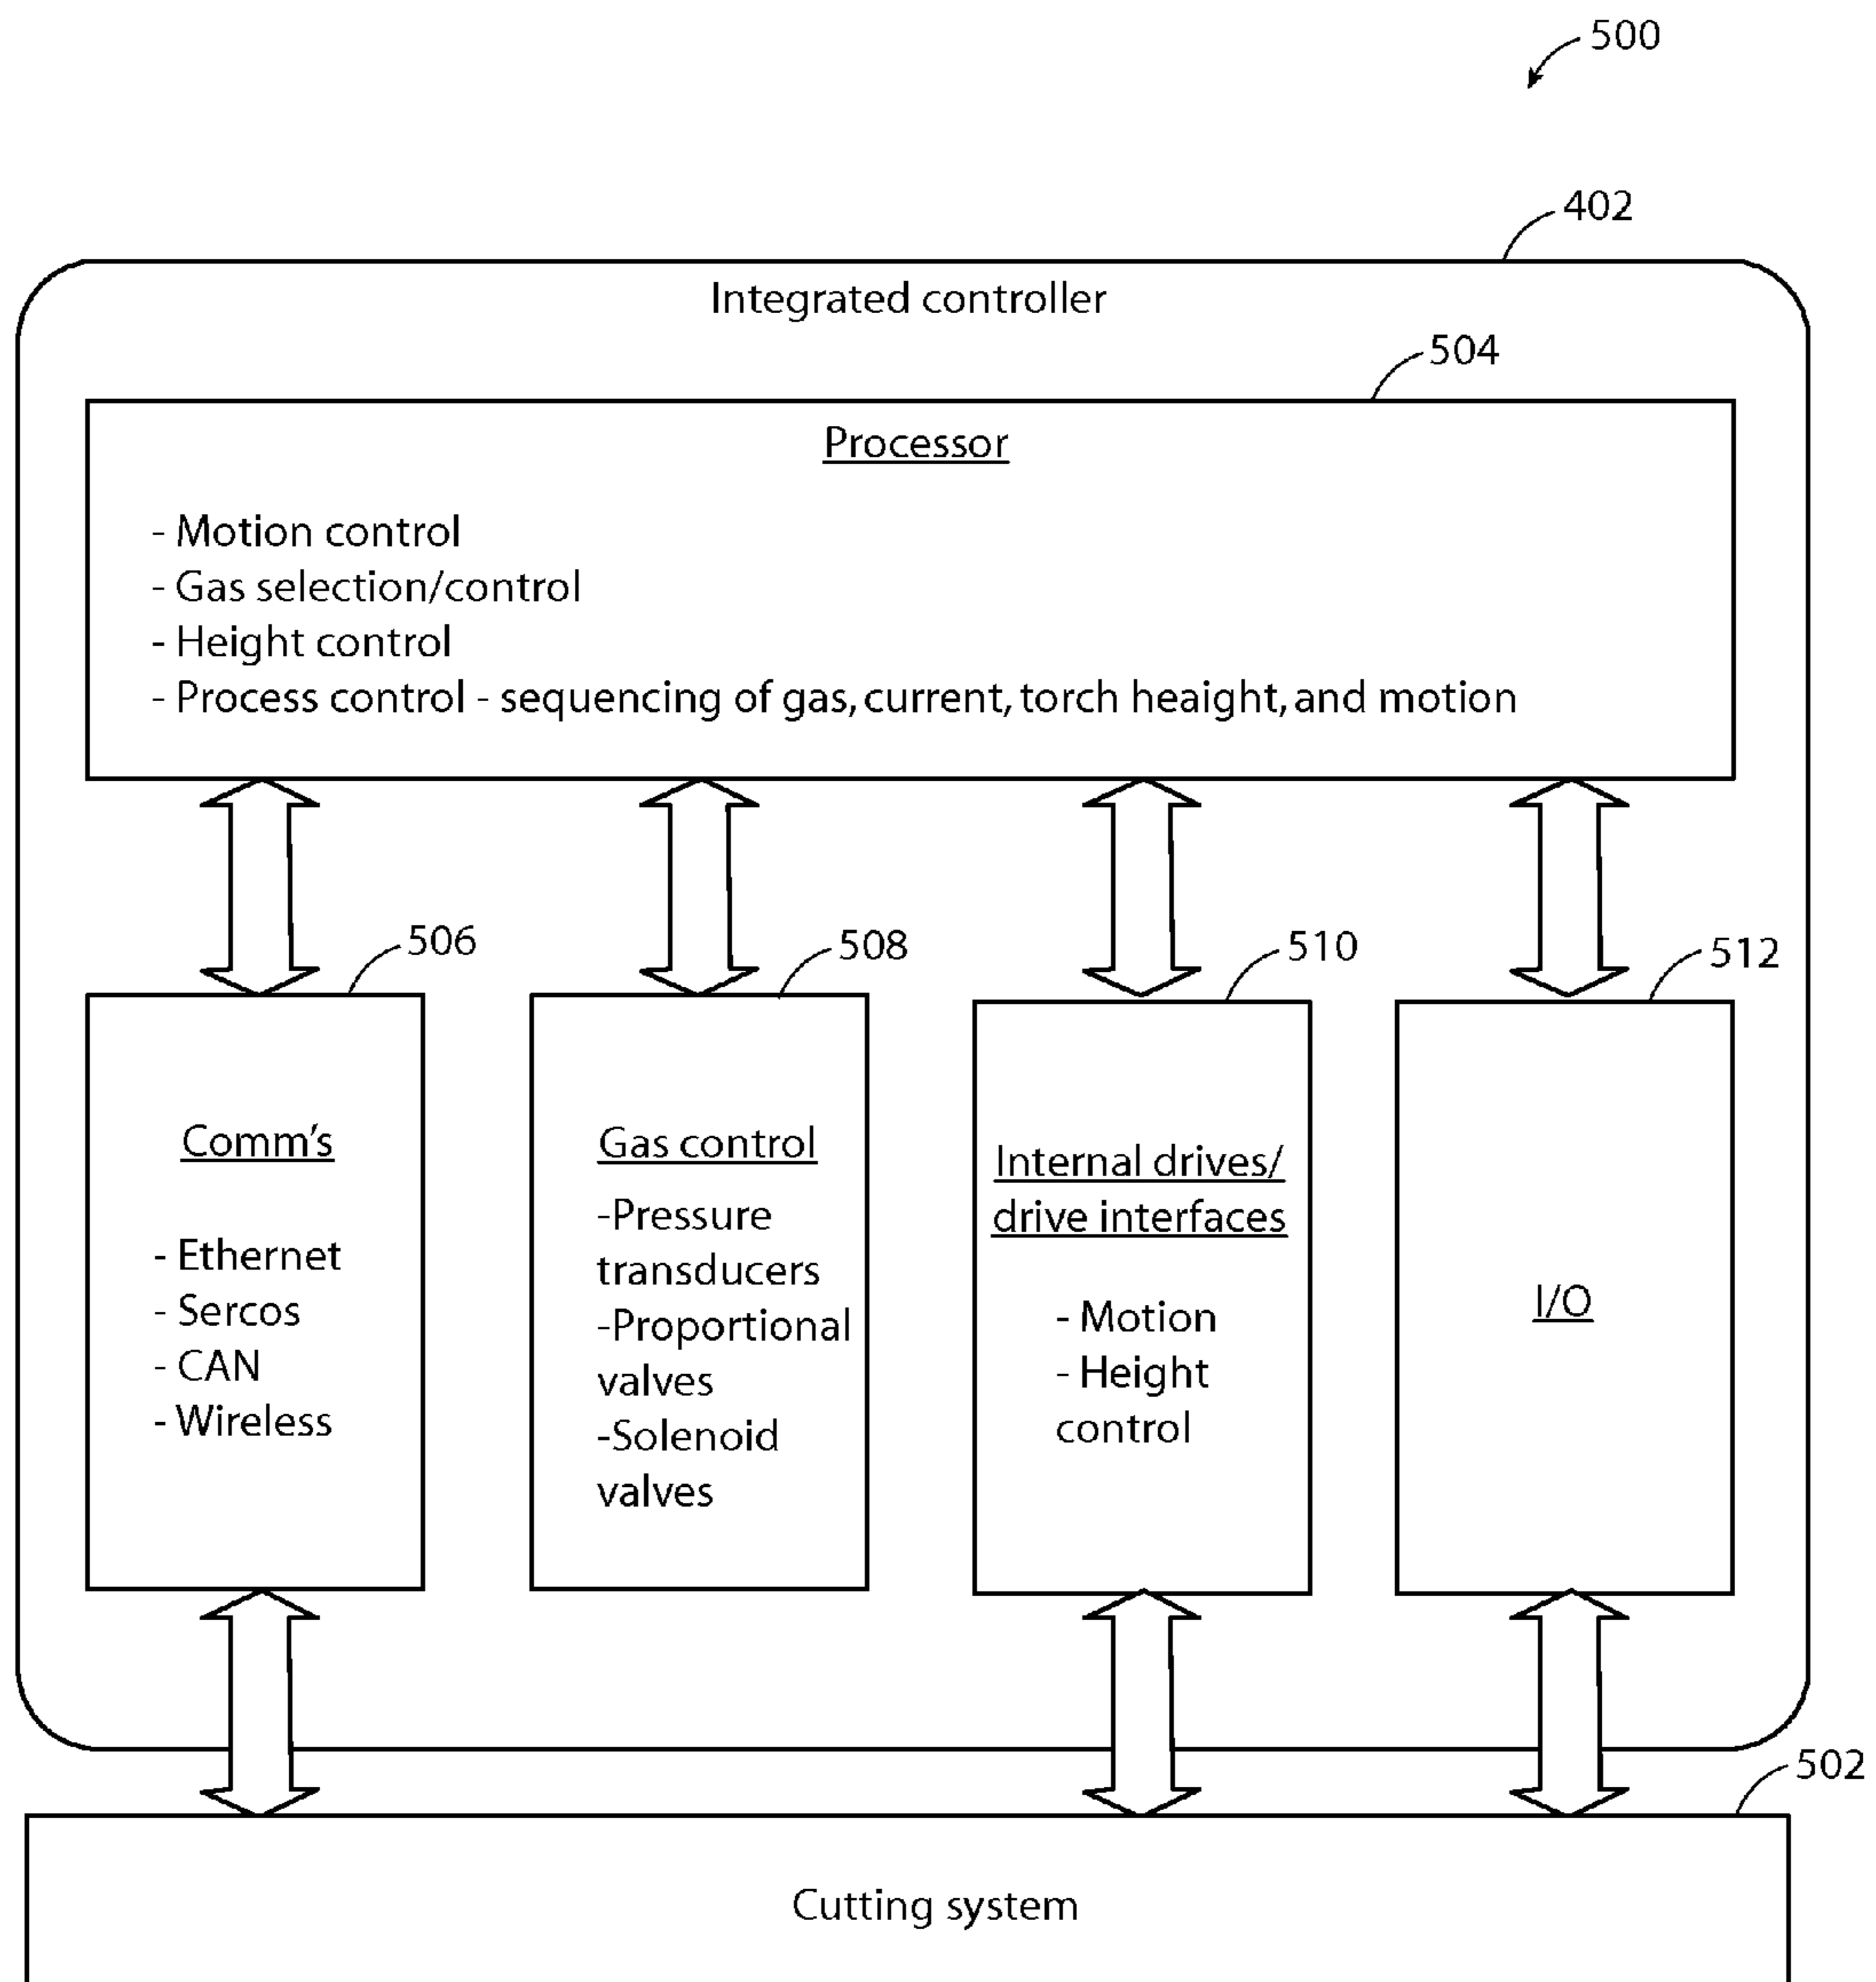 500
402
Integrated controller
504
Processor
- Motion control
- Gas selection/control
- Height control
- Process control - sequencing of gas, current, torch heaight, and motion
506
508
510
512
Comm's
- Ethernet
- Sercos
- CAN
- Wireless
Gas control
-Pressure
transducers
-Proportional
valves
-Solenoid
valves
Internal drives/
drive interfaces
- Motion
- Height
control
I/O
502
Cutting system